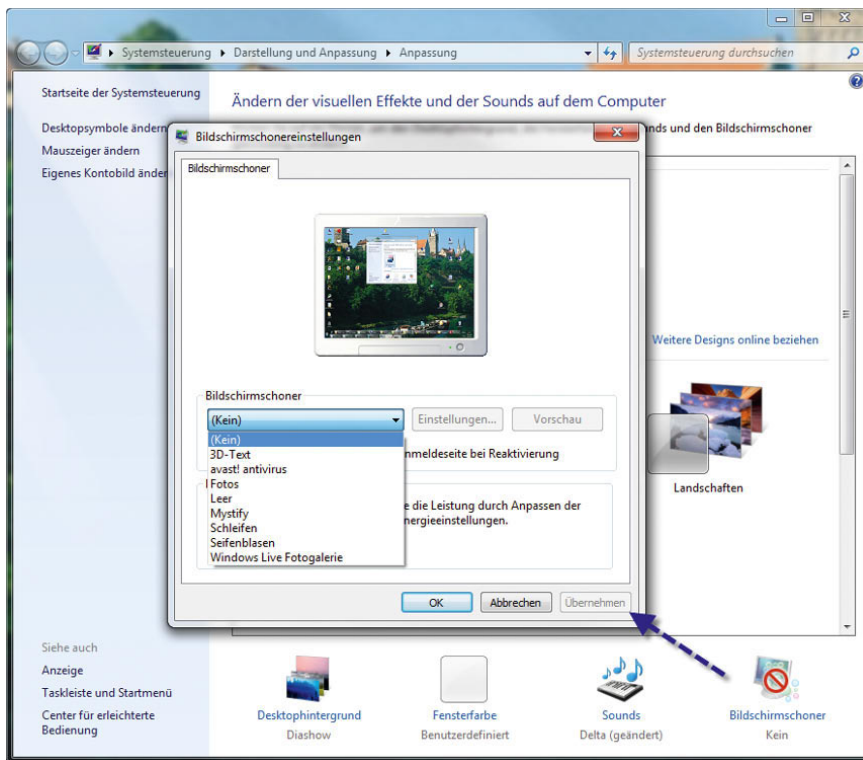 Systemsteuerung ▸ Darstellung und Anpassung ▸ Anpassung
Systemsteuerung durchsuchen
Startseite der Systemsteuerung
Desktopsymbole ändern
Mauszeiger ändern
Eigenes Kontobild
Ändern der visuellen Effekte und der Sounds auf dem Computer
und den Bildschirmschoner
Bildschirmschonereinstellungen
Bildschirmschoner
Bildschirmschoner
(Kein)
Einstellungen...
Vorschau
(Kein)
3D-Text
avast! antivirus
Fotos
Leer
Mystify
Schleifen
Seifenblasen
Windows Live Fotogalerie
bei Reaktivierung
die Leistung durch Anpassen der
OK
Abbrechen
Übernehmen
Weitere Designs online beziehen
Landschaften
Siehe auch
Anzeige
Taskleiste und Startmenü
Center für erleichterte
Bedienung
Desktophintergrund
Diashow
Fensterfarbe
Benutzerdefiniert
Sounds
Delta (geändert)
Bildschirmschoner
Kein